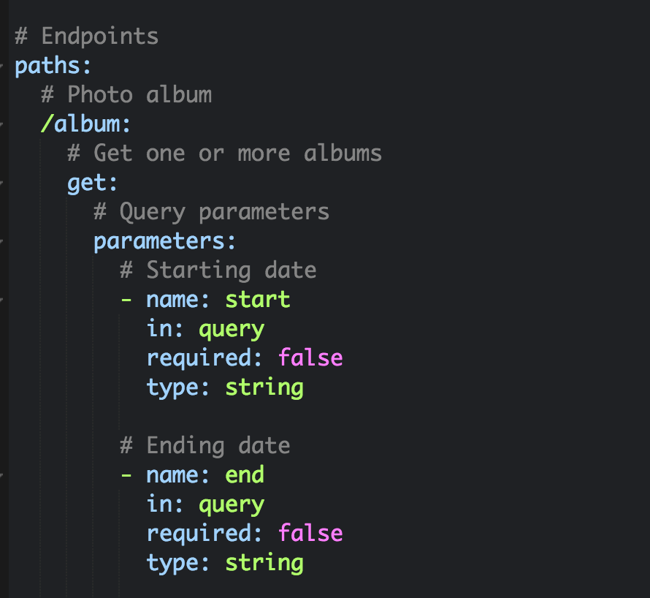 # Endpoints
paths:
  # Photo album
  /album:
    # Get one or more albums
    get:
      # Query parameters
      parameters:
        # Starting date
        - name: start
          in: query
          required: false
          type: string

        # Ending date
        - name: end
          in: query
          required: false
          type: string